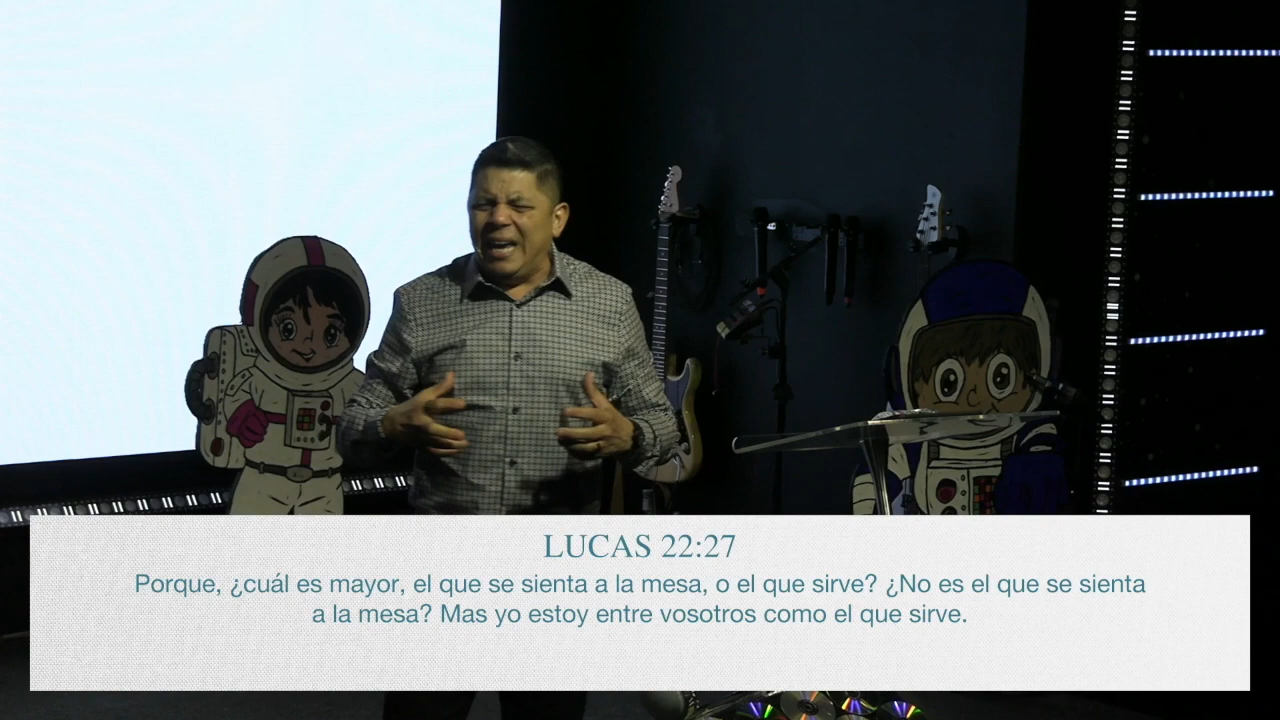 LUCAS 22:27
Porque, ¿cuál es mayor, el que se sienta a la mesa, o el que sirve? ¿No es el que se sienta
a la mesa? Mas yo estoy entre vosotros como el que sirve.